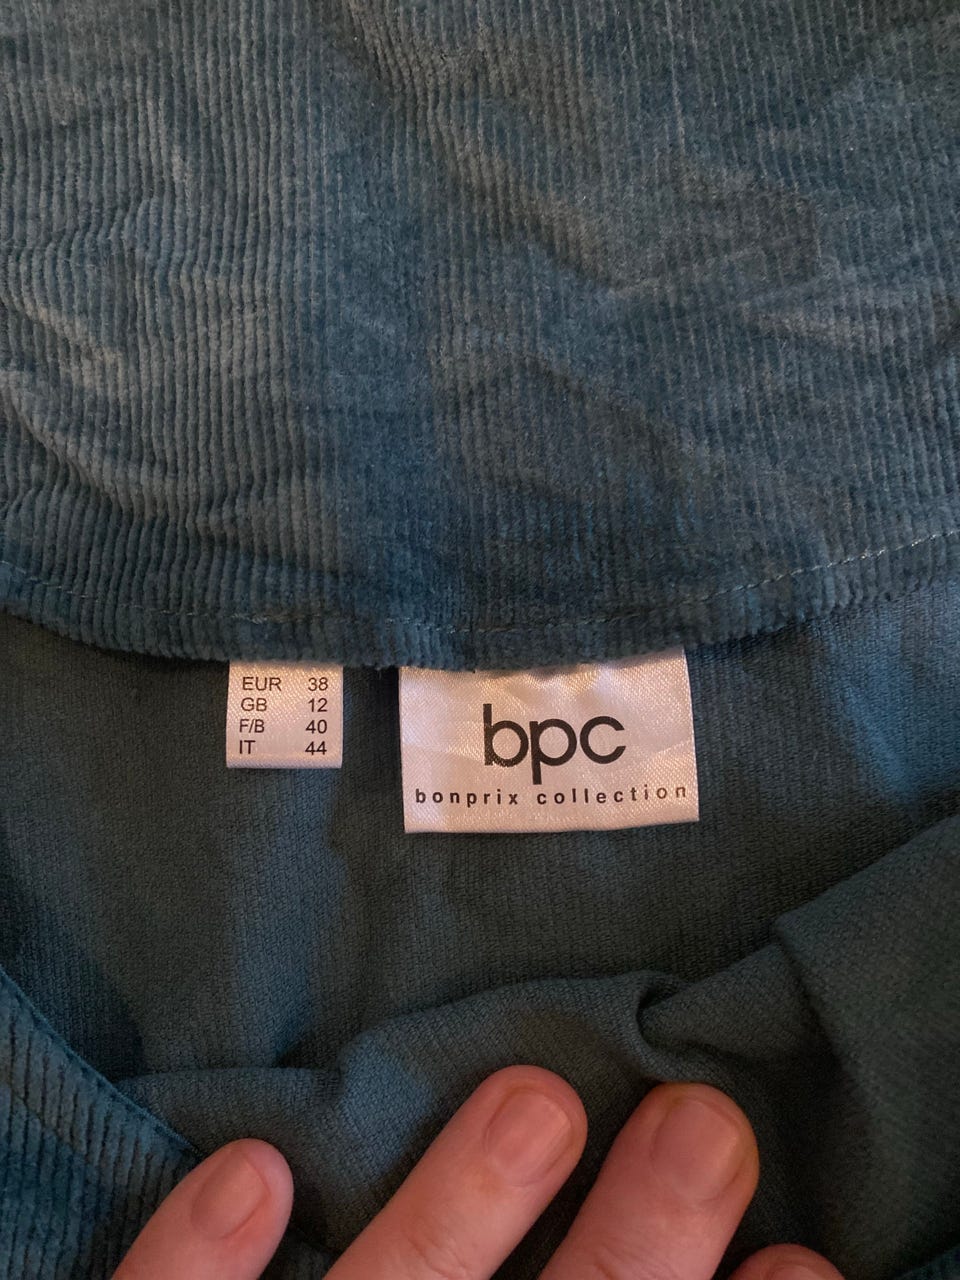 EUR 38
GB 12
F/B 40
IT 44
bpc
bonprix collection